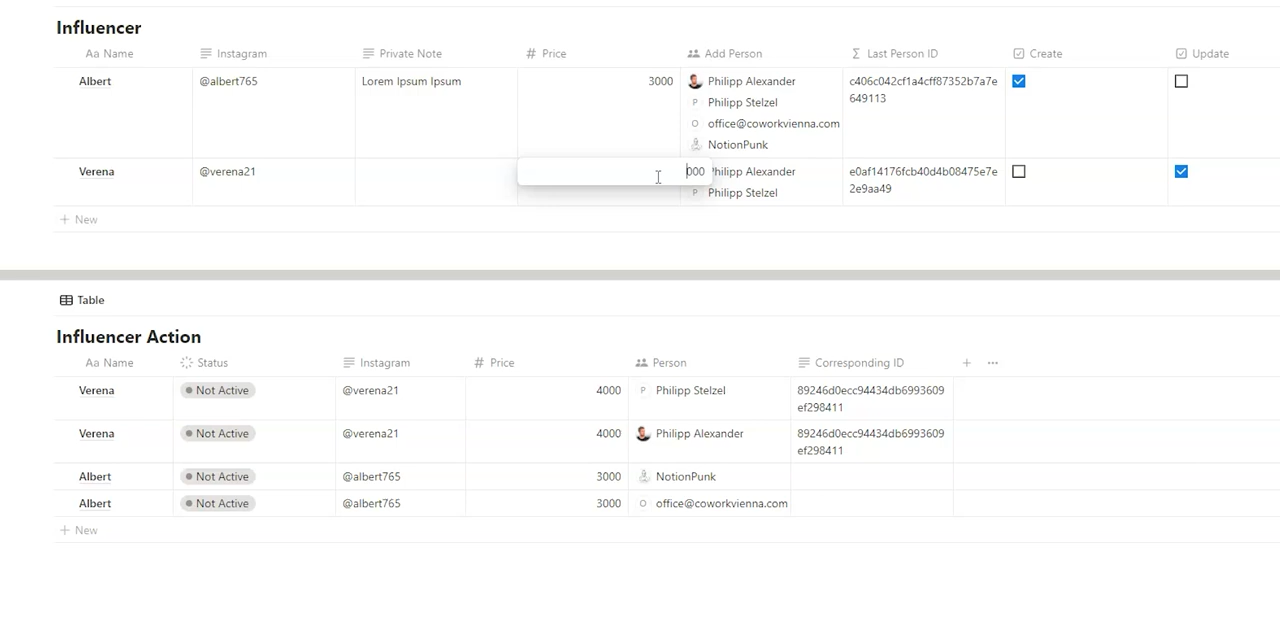 Influencer
Aa Name Instagram Private Note # Price Add Person Σ Last Person ID Create Update
Albert @albert765 Lorem Ipsum Ipsum 3000 Philipp Alexander c406c042cf1a4cff87352b7a7e
P Philipp Stelzel 649113
O office@coworkvienna.com
NotionPunk
Verena @verena21 000 Philipp Alexander e0af14176fcb40d4b08475e7e
P Philipp Stelzel 2e9aa49
+ New
Table
Influencer Action
Aa Name Status Instagram # Price Person Corresponding ID + ...
Verena Not Active @verena21 4000 P Philipp Stelzel 89246d0ecc94434db6993609
ef298411
Verena Not Active @verena21 4000 Philipp Alexander 89246d0ecc94434db6993609
ef298411
Albert Not Active @albert765 3000 NotionPunk
Albert Not Active @albert765 3000 O office@coworkvienna.com
+ New